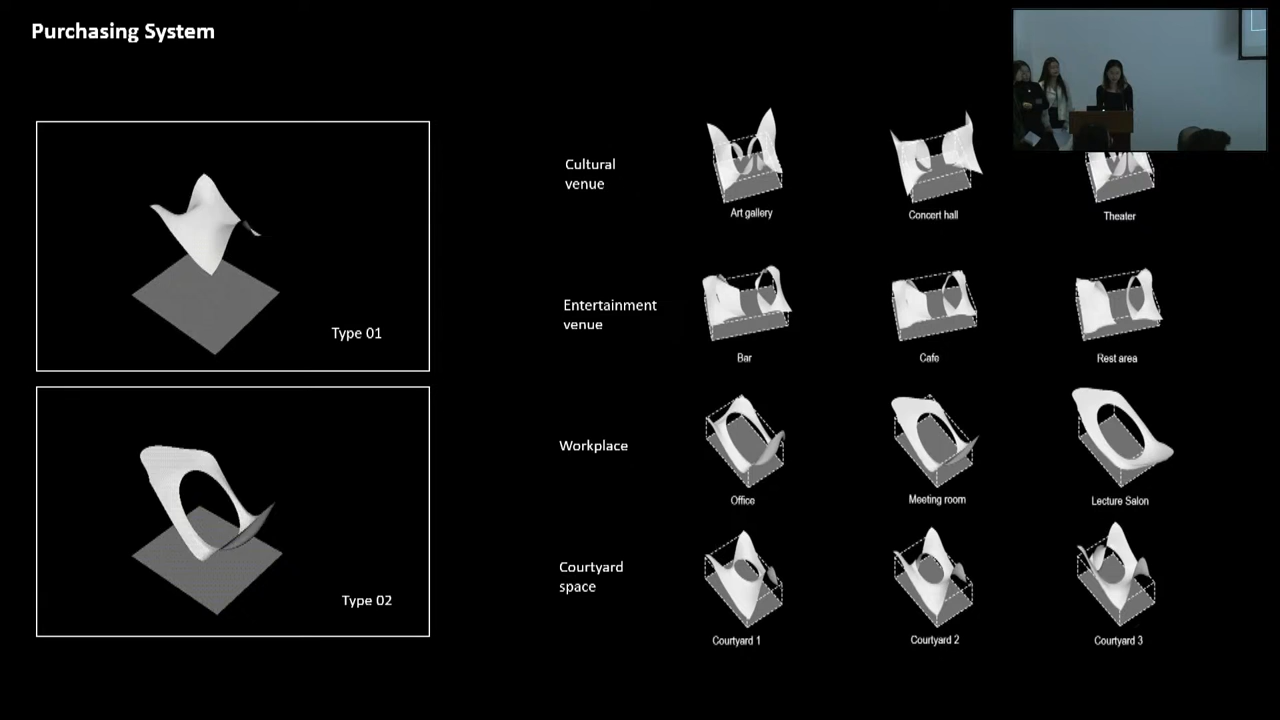 Purchasing System
Type 01
Type 02
Cultural
venue
Art gallery
Concert hall
Theater
Entertainment
venue
Bar
Cafe
Rest area
Workplace
Office
Meeting room
Lecture Salon
Courtyard
space
Courtyard 1
Courtyard 2
Courtyard 3